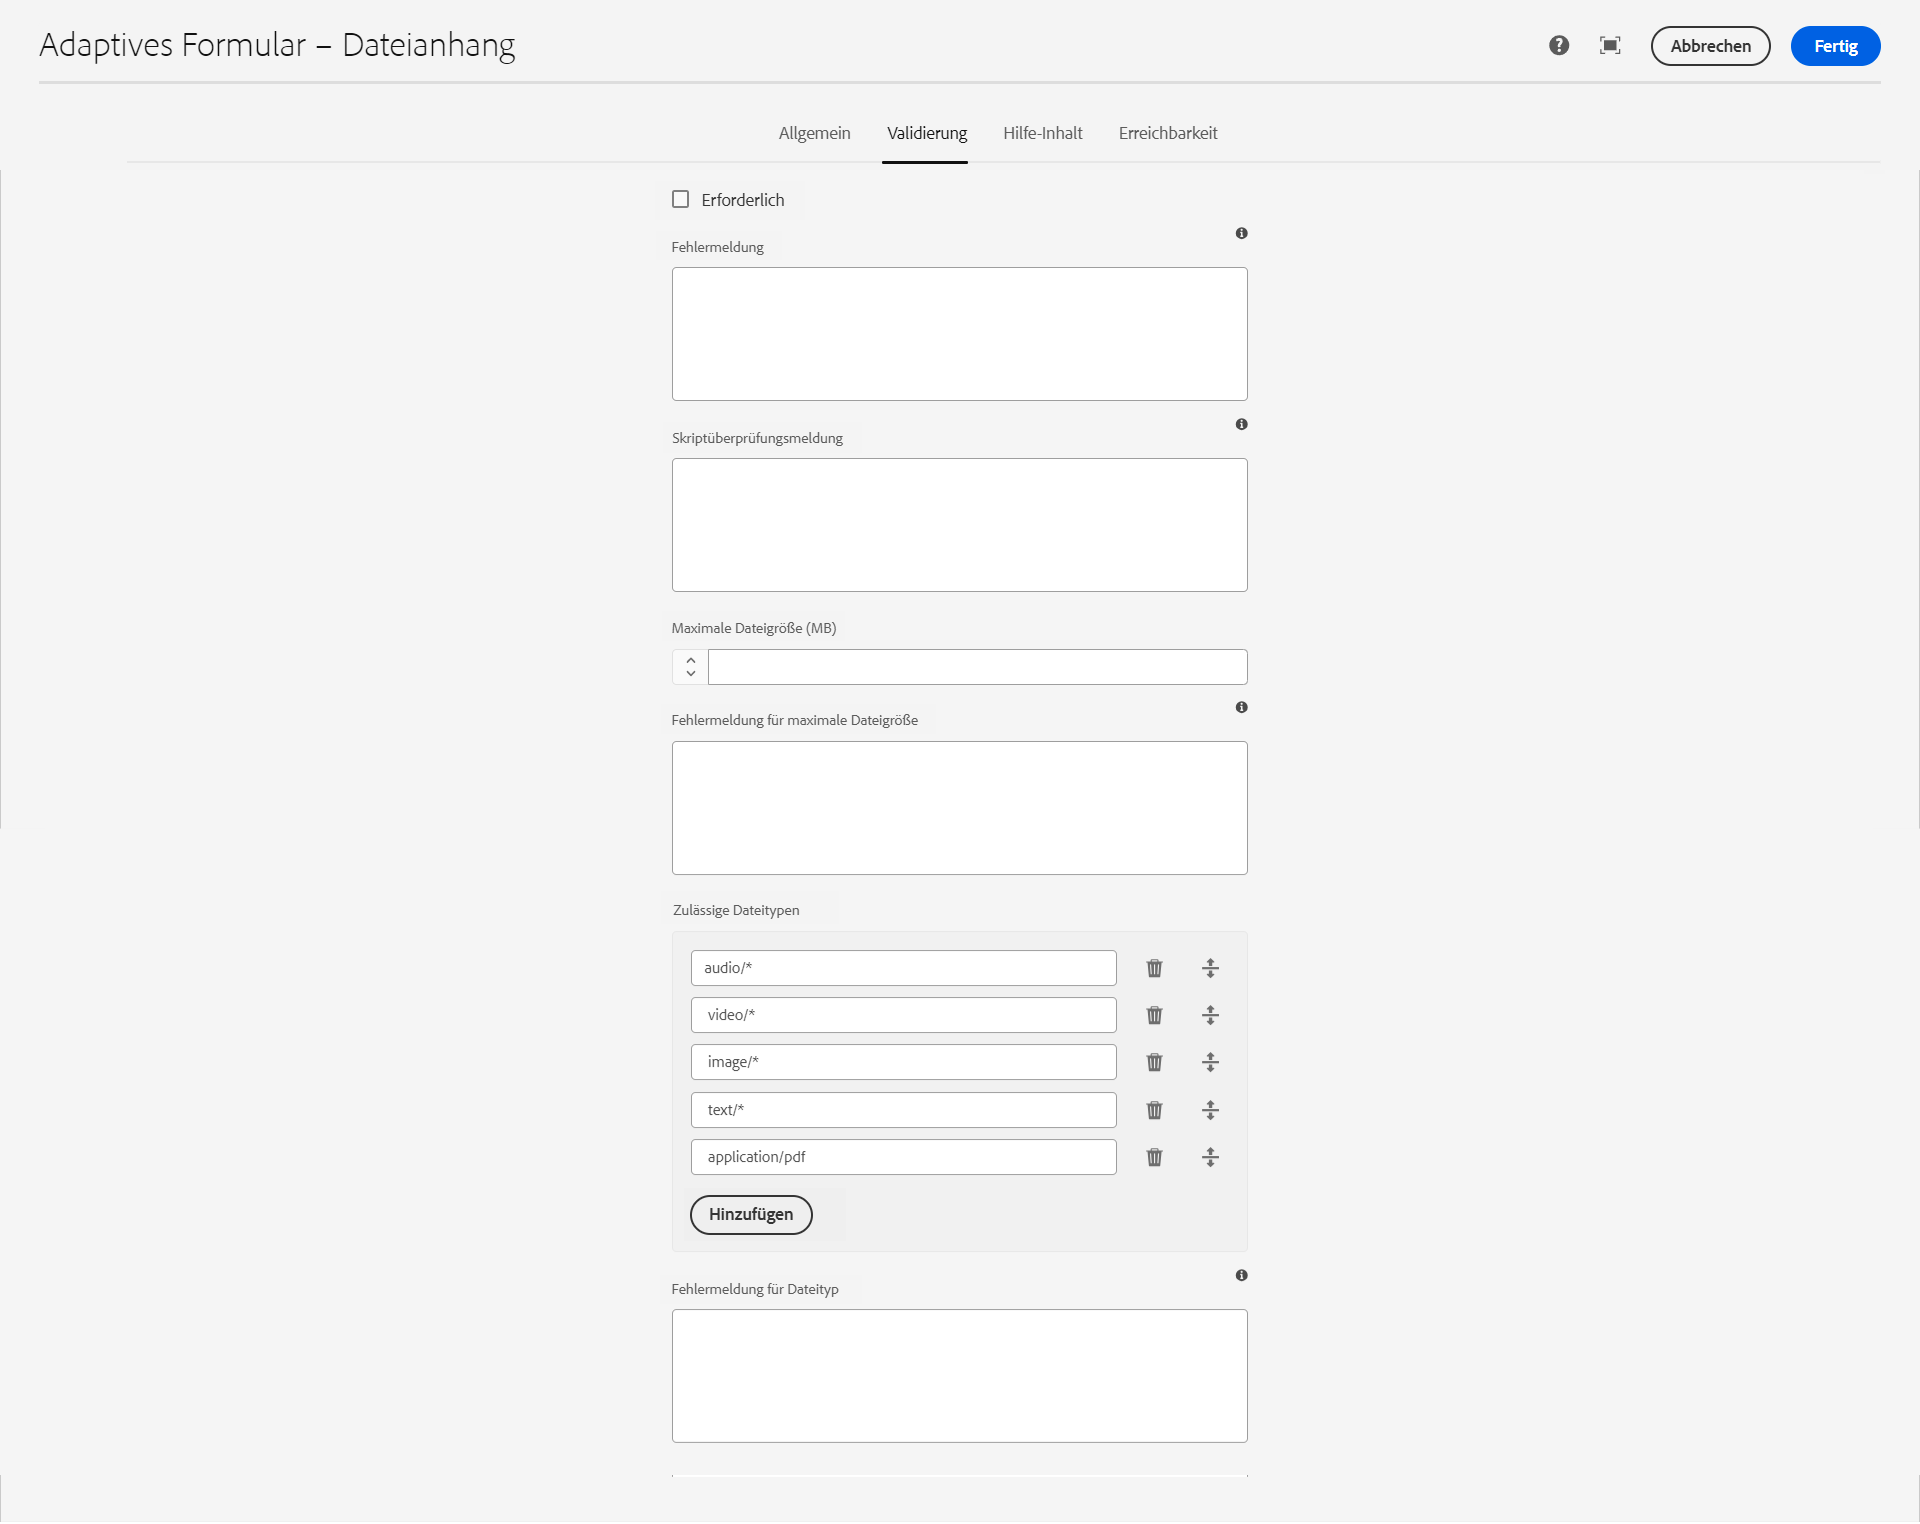 Adaptives Formular – Dateianhang
Abbrechen
Fertig
Allgemein
Validierung
Hilfe-Inhalt
Erreichbarkeit
Erforderlich
Fehlermeldung
Skriptüberprüfungsmeldung
Maximale Dateigröße (MB)
Fehlermeldung für maximale Dateigröße
Zulässige Dateitypen
audio/*
video/*
image/*
text/*
application/pdf
Hinzufügen
Fehlermeldung für Dateityp